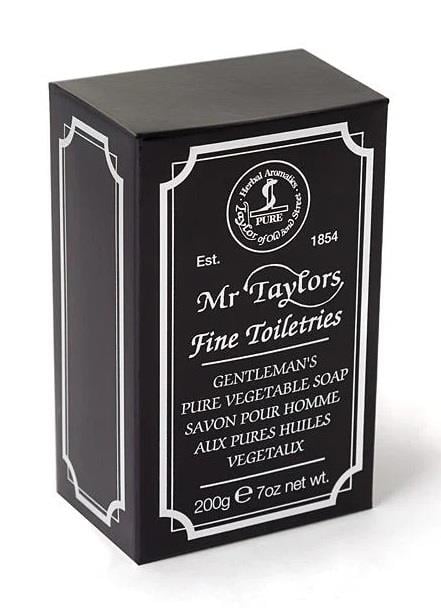 · Herbal Aromatics ·
PURE
Taylor of Old Bond Street
Est. 1854
Mr Taylors
Fine Toiletries
GENTLEMAN'S
PURE VEGETABLE SOAP
SAVON POUR HOMME
AUX PURES HUILES
VEGETAUX
200g ℮ 7oz net wt.